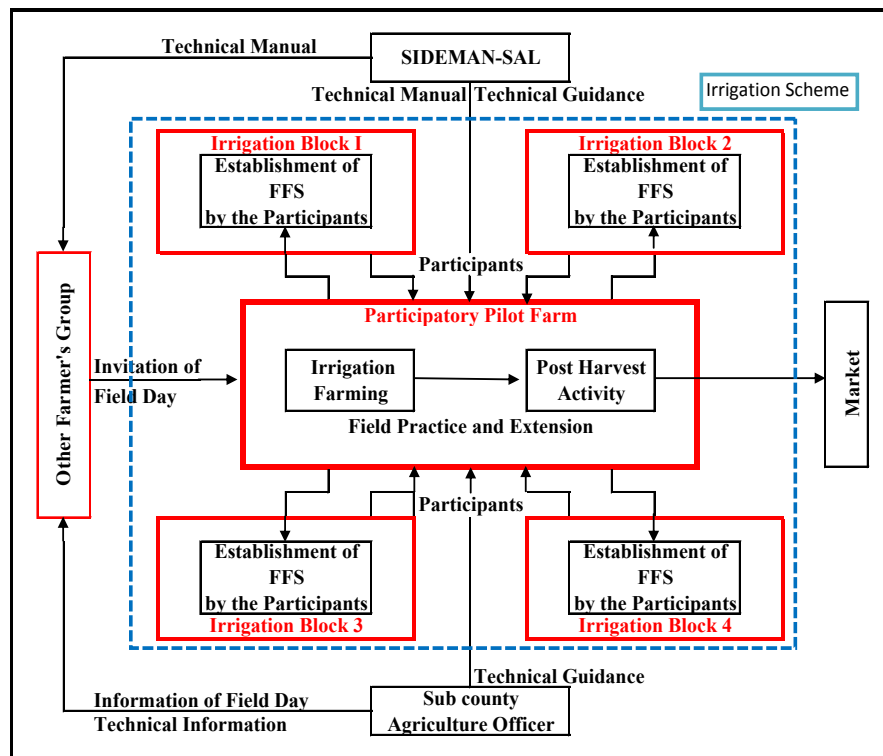 Technical Manual
SIDEMAN-SAL
Technical Manual
Technical Guidance
Irrigation Scheme
Irrigation Block I
Establishment of
FFS
by the Participants
Irrigation Block 2
Establishment of
FFS
by the Participants
Participants
Participatory Pilot Farm
Other Farmer's Group
Invitation of
Field Day
Irrigation
Farming
Post Harvest
Activity
Field Practice and Extension
Market
Participants
Establishment of
FFS
by the Participants
Irrigation Block 3
Establishment of
FFS
by the Participants
Irrigation Block 4
Technical Guidance
Information of Field Day
Technical Information
Sub county
Agriculture Officer